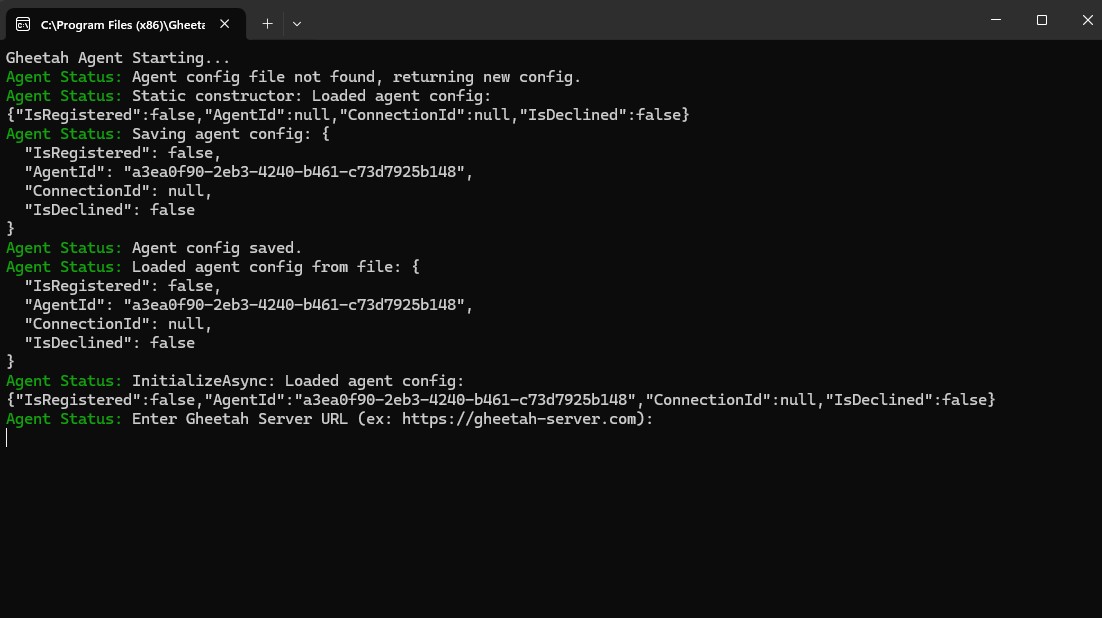 C:\Program Files (x86)\Gheeta
Gheetah Agent Starting...
Agent Status: Agent config file not found, returning new config.
Agent Status: Static constructor: Loaded agent config:
{"IsRegistered":false,"AgentId":null,"ConnectionId":null,"IsDeclined":false}
Agent Status: Saving agent config: {
  "IsRegistered": false,
  "AgentId": "a3ea0f90-2eb3-4240-b461-c73d7925b148",
  "ConnectionId": null,
  "IsDeclined": false
}
Agent Status: Agent config saved.
Agent Status: Loaded agent config from file: {
  "IsRegistered": false,
  "AgentId": "a3ea0f90-2eb3-4240-b461-c73d7925b148",
  "ConnectionId": null,
  "IsDeclined": false
}
Agent Status: InitializeAsync: Loaded agent config:
{"IsRegistered":false,"AgentId":"a3ea0f90-2eb3-4240-b461-c73d7925b148","ConnectionId":null,"IsDeclined":false}
Agent Status: Enter Gheetah Server URL (ex: https://gheetah-server.com):